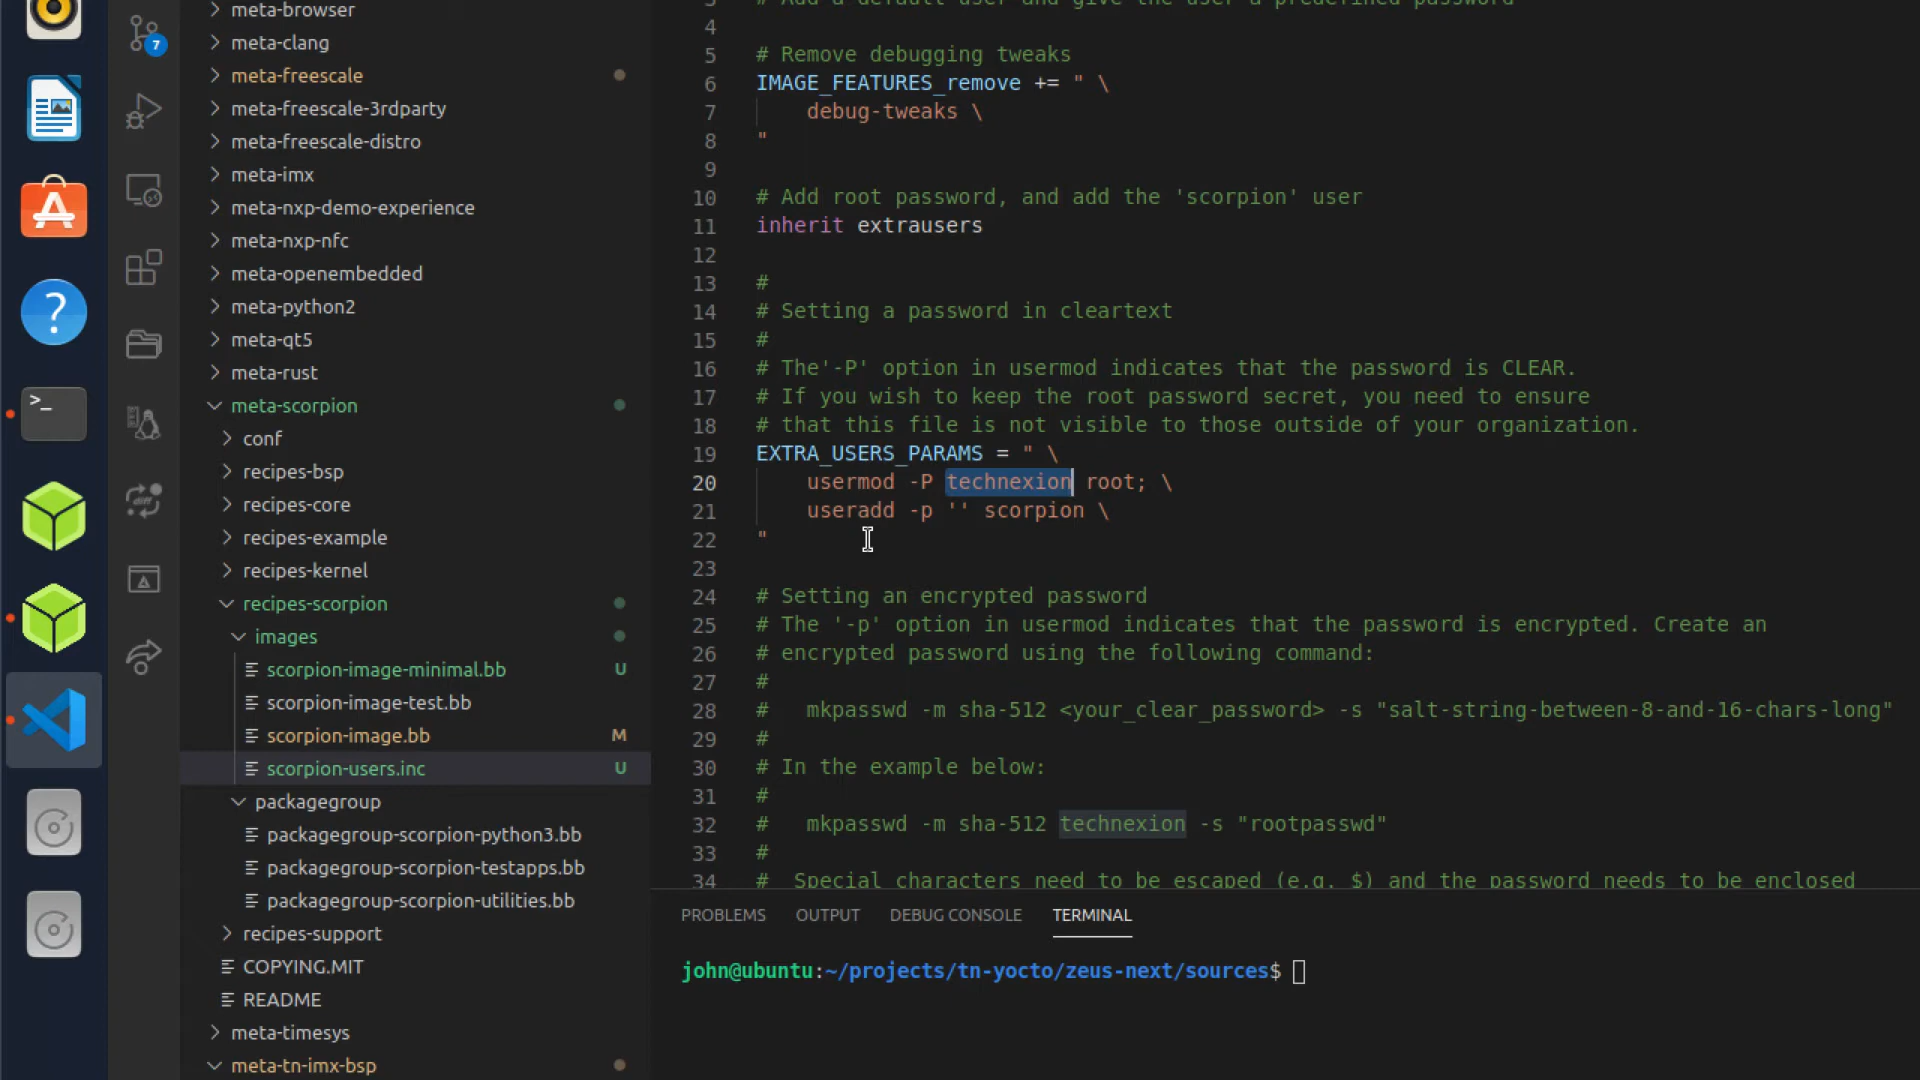 meta-browser
meta-clang
meta-freescale
meta-freescale-3rdparty
meta-freescale-distro
meta-imx
meta-nxp-demo-experience
meta-nxp-nfc
meta-openembedded
meta-python2
meta-qt5
meta-rust
meta-scorpion
conf
recipes-bsp
recipes-core
recipes-example
recipes-kernel
recipes-scorpion
images
scorpion-image-minimal.bb U
scorpion-image-test.bb
scorpion-image.bb M
scorpion-users.inc U
packagegroup
packagegroup-scorpion-python3.bb
packagegroup-scorpion-testapps.bb
packagegroup-scorpion-utilities.bb
recipes-support
COPYING.MIT
README
meta-timesys
meta-tn-imx-bsp
7
A
?
>_
diff
3 # Add a default user and give the user a predefined password
4
5 # Remove debugging tweaks
6 IMAGE_FEATURES_remove += " \
7 debug-tweaks \
8 "
9
10 # Add root password, and add the 'scorpion' user
11 inherit extrausers
12
13 #
14 # Setting a password in cleartext
15 #
16 # The'-P' option in usermod indicates that the password is CLEAR.
17 # If you wish to keep the root password secret, you need to ensure
18 # that this file is not visible to those outside of your organization.
19 EXTRA_USERS_PARAMS = " \
20 usermod -P technexion root; \
21 useradd -p '' scorpion \
22 "
23
24 # Setting an encrypted password
25 # The '-p' option in usermod indicates that the password is encrypted. Create an
26 # encrypted password using the following command:
27 #
28 # mkpasswd -m sha-512 <your_clear_password> -s "salt-string-between-8-and-16-chars-long"
29 #
30 # In the example below:
31 #
32 # mkpasswd -m sha-512 technexion -s "rootpasswd"
33 #
34 # Special characters need to be escaped (e.g. $) and the password needs to be enclosed
PROBLEMS OUTPUT DEBUG CONSOLE TERMINAL
john@ubuntu:~/projects/tn-yocto/zeus-next/sources$